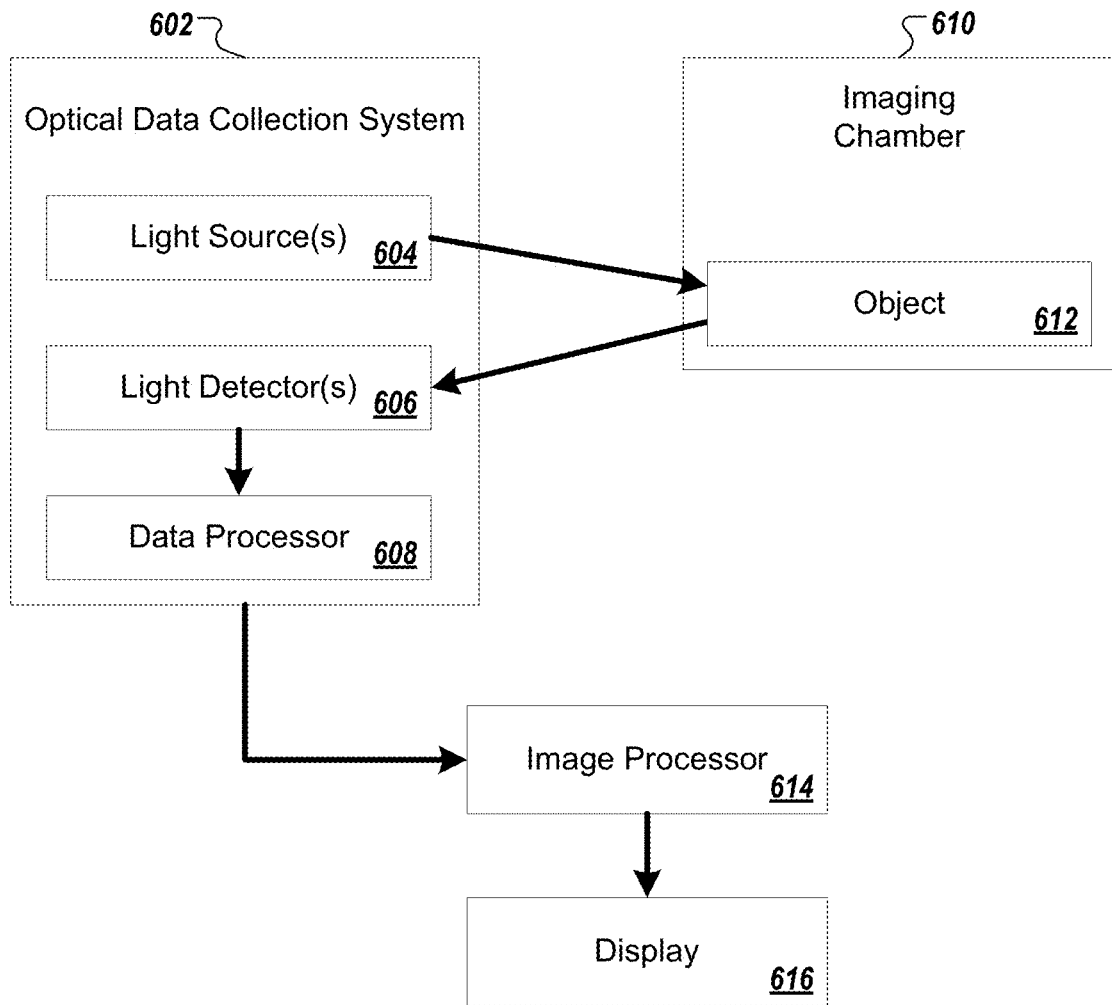 602
610
Optical Data Collection System
Imaging
Chamber
Light Source(s)
604
Object
612
Light Detector(s)
606
Data Processor
608
Image Processor
614
Display
616